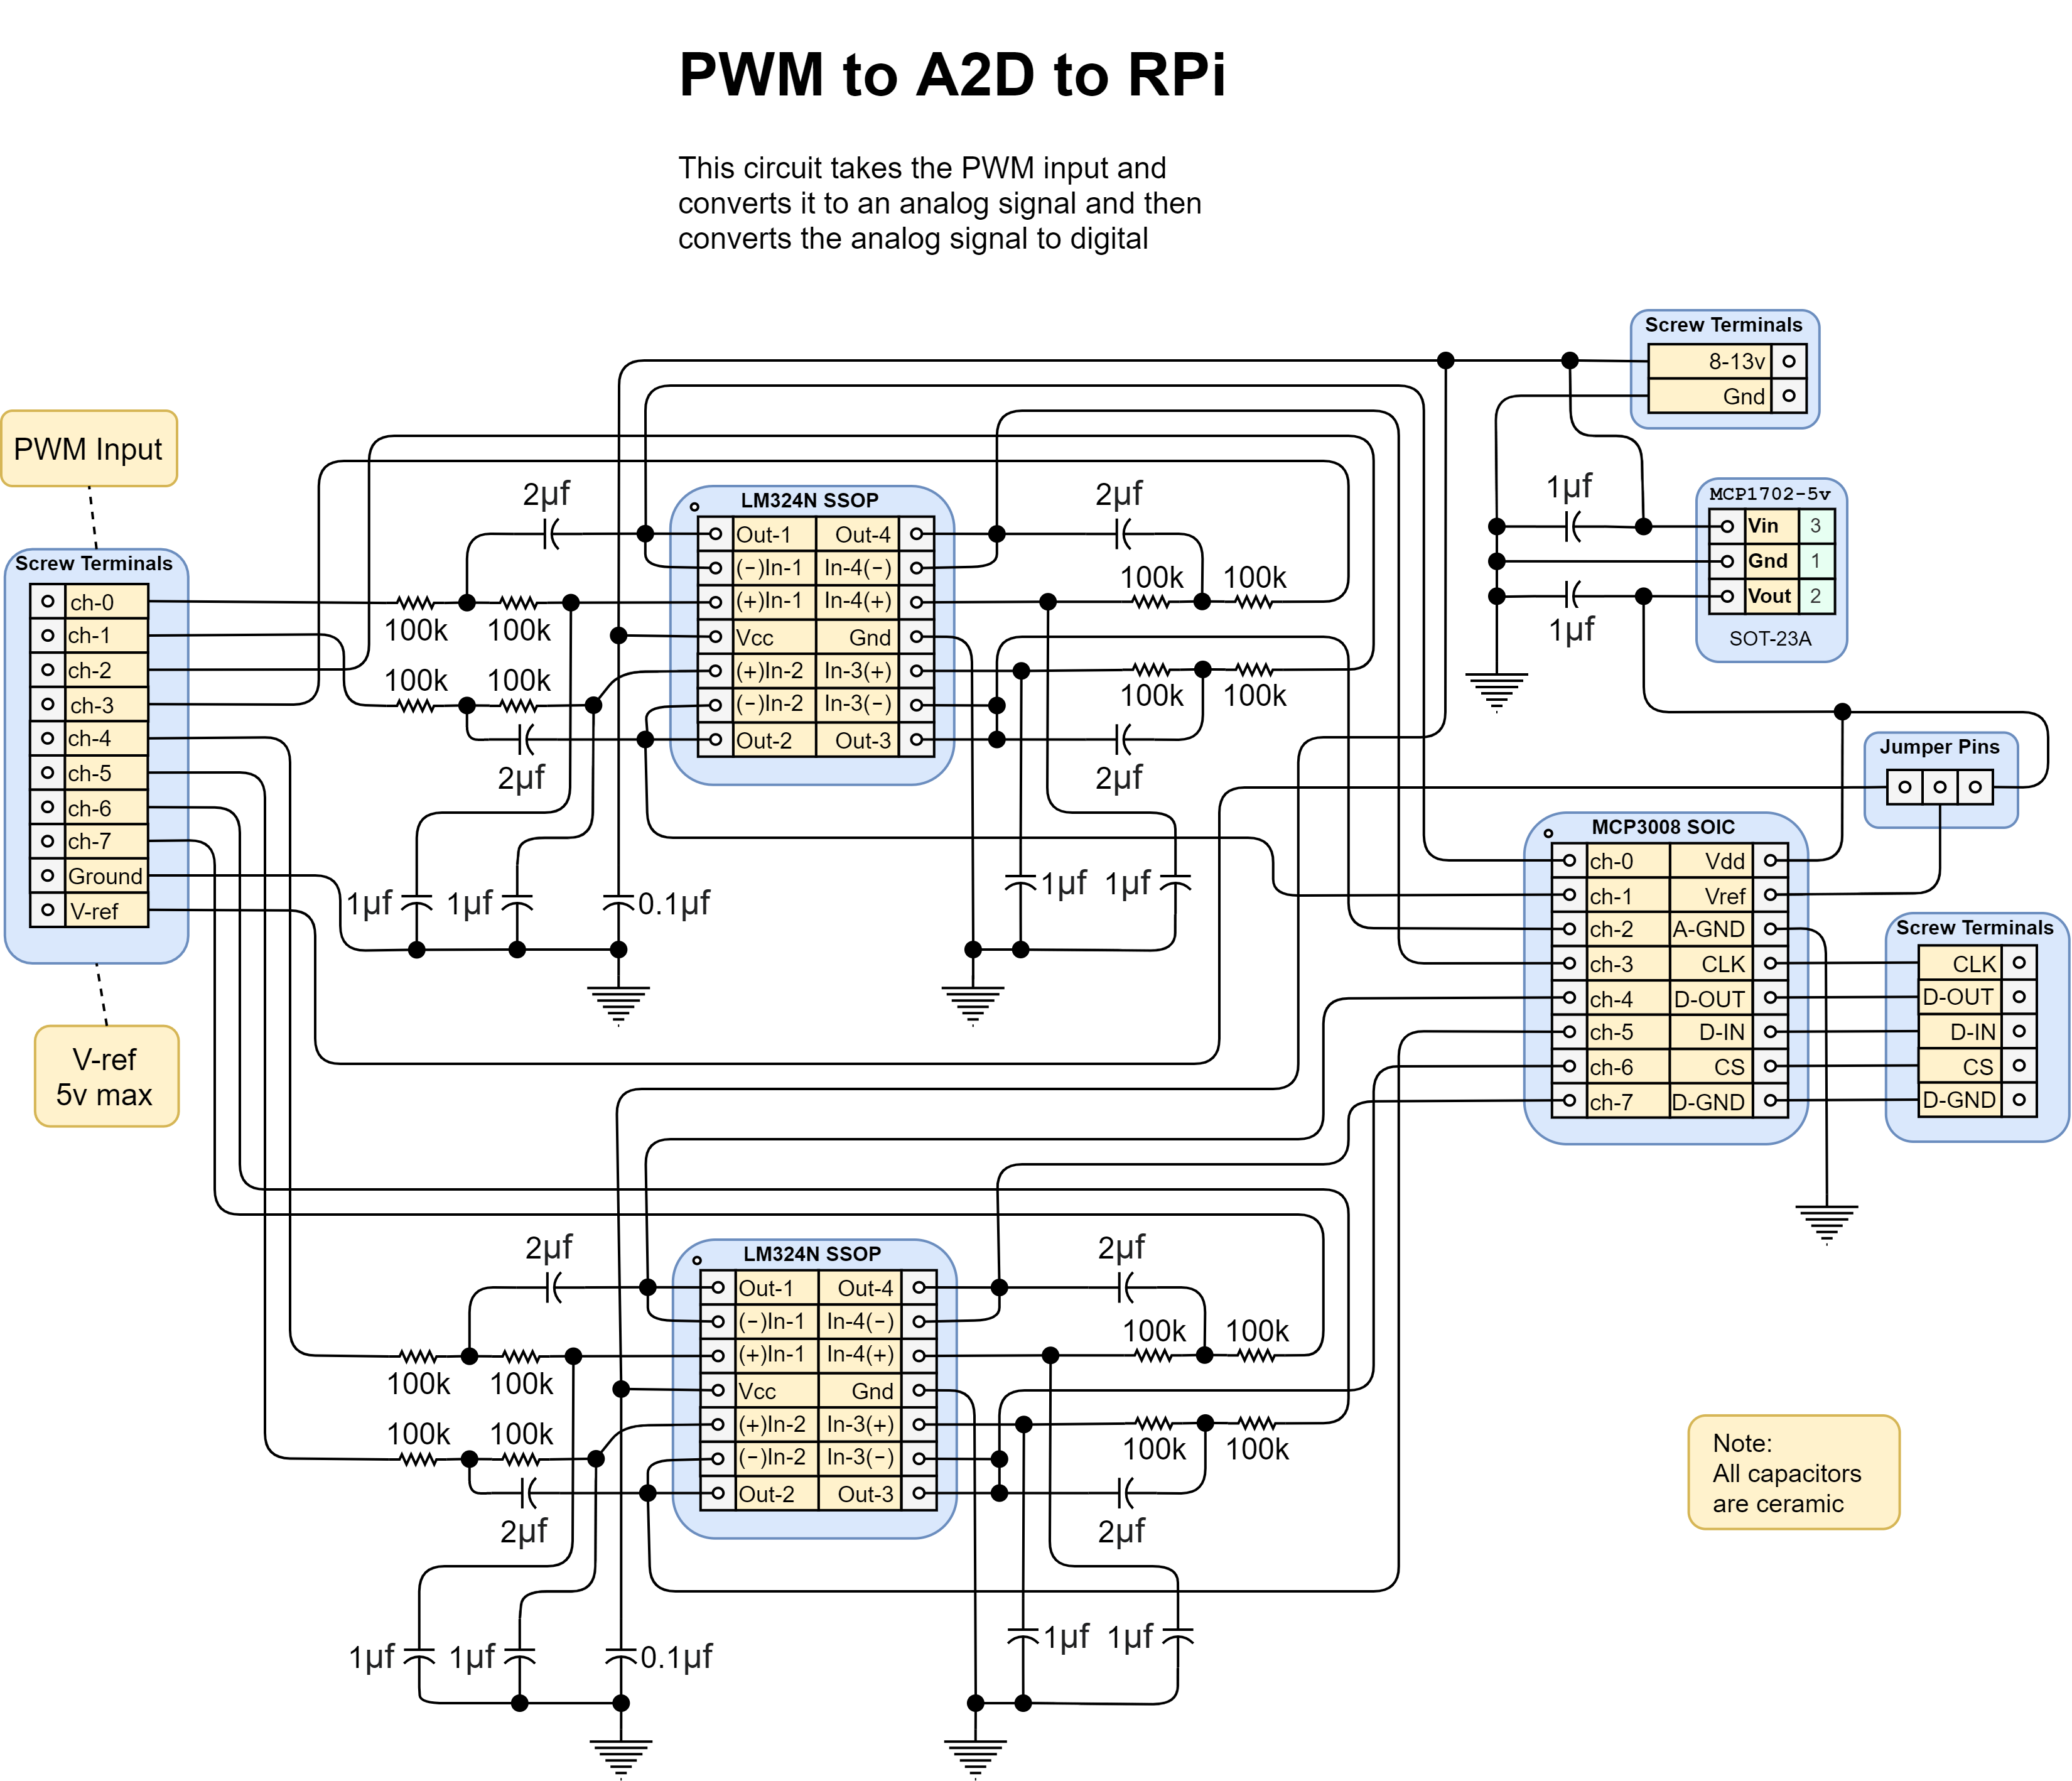 PWM to A2D to RPi
This circuit takes the PWM input and
converts it to an analog signal and then
converts the analog signal to digital
Screw Terminals
8-13v
Gnd
PWM Input
MCP1702-5v
Vin 3
Gnd 1
Vout 2
SOT-23A
1µf
1µf
Screw Terminals
ch-0
ch-1
ch-2
ch-3
ch-4
ch-5
ch-6
ch-7
Ground
V-ref
V-ref
5v max
2µf
100k 100k
100k 100k
2µf
1µf 1µf 0.1µf
LM324N SSOP
Out-1 Out-4
(−)In-1 In-4(−)
(+)In-1 In-4(+)
Vcc Gnd
(+)In-2 In-3(+)
(−)In-2 In-3(−)
Out-2 Out-3
2µf
100k 100k
100k 100k
2µf
1µf 1µf
Jumper Pins
MCP3008 SOIC
ch-0 Vdd
ch-1 Vref
ch-2 A-GND
ch-3 CLK
ch-4 D-OUT
ch-5 D-IN
ch-6 CS
ch-7 D-GND
Screw Terminals
CLK
D-OUT
D-IN
CS
D-GND
2µf
100k 100k
100k 100k
2µf
1µf 1µf 0.1µf
LM324N SSOP
Out-1 Out-4
(−)In-1 In-4(−)
(+)In-1 In-4(+)
Vcc Gnd
(+)In-2 In-3(+)
(−)In-2 In-3(−)
Out-2 Out-3
2µf
100k 100k
100k 100k
2µf
1µf 1µf
Note:
All capacitors
are ceramic